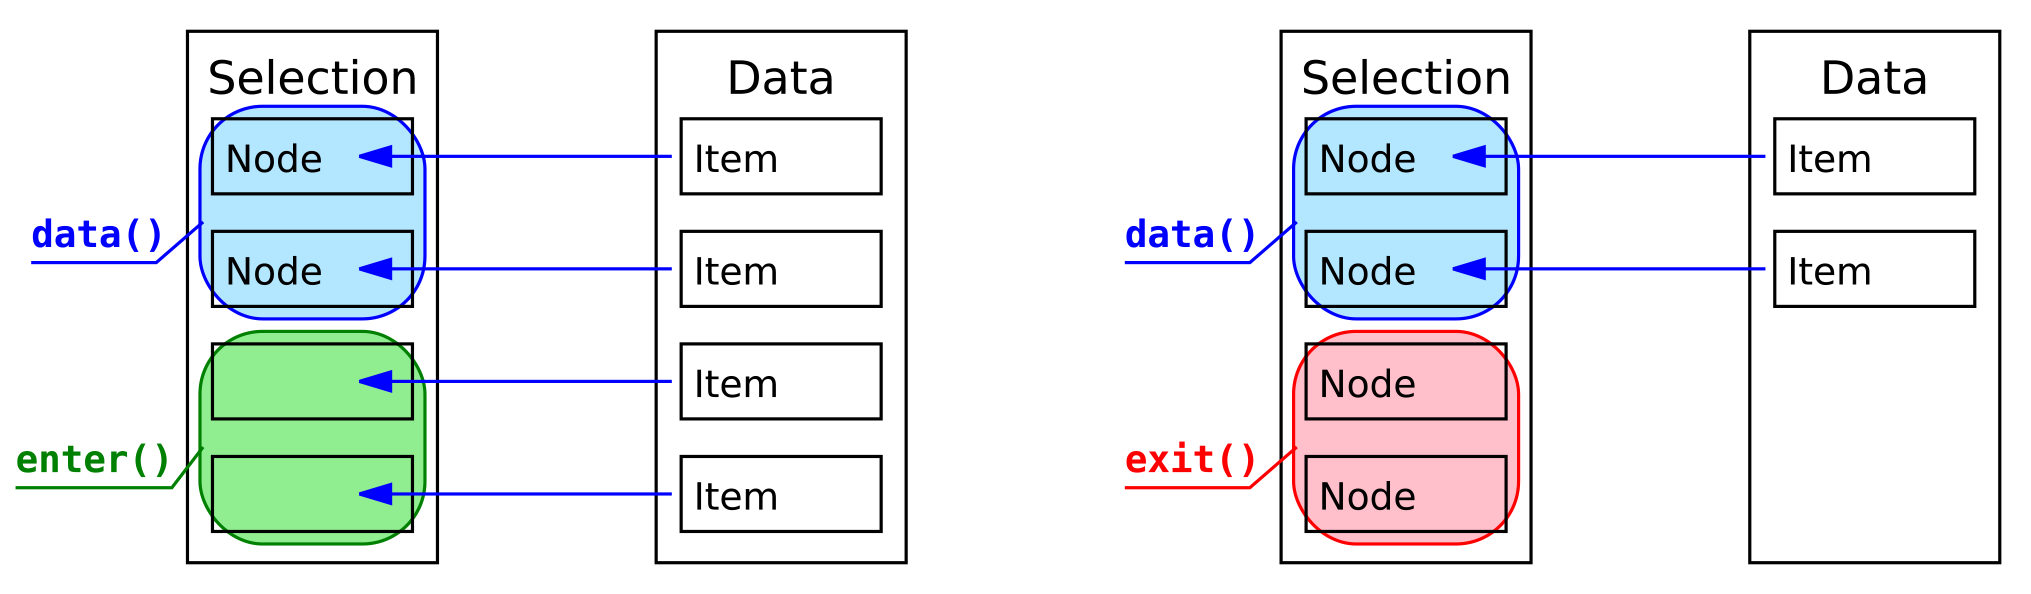 Selection
Data
Node
Item
data()
Node
Item
Item
enter()
Item
Selection
Data
Node
Item
data()
Node
Item
Node
exit()
Node